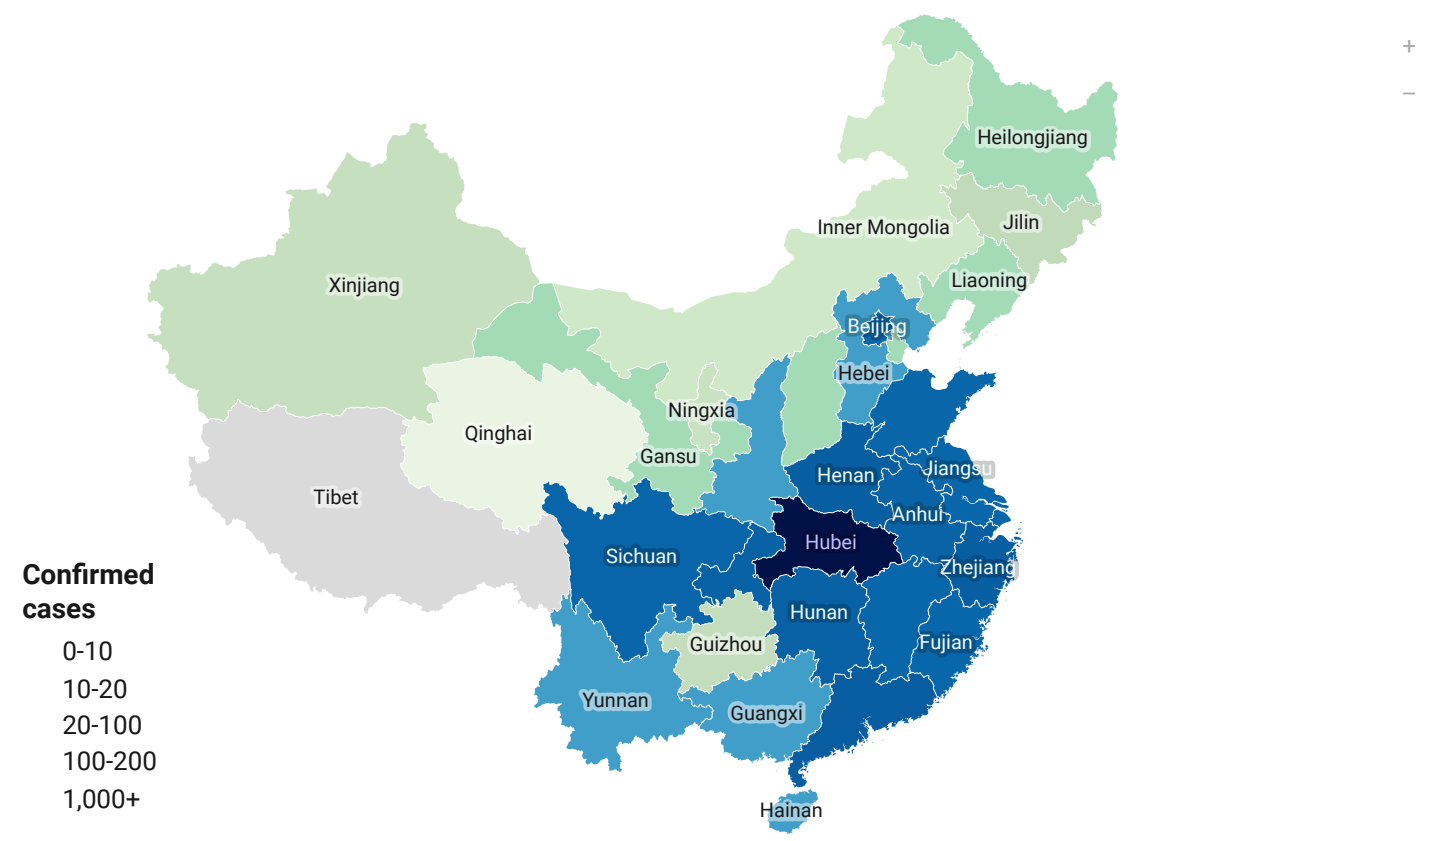 +
−
Heilongjiang
Jilin
Inner Mongolia
Liaoning
Xinjiang
Beijing
Hebei
Ningxia
Qinghai
Gansu
Jiangsu
Henan
Tibet
Anhui
Hubei
Sichuan
Zhejiang
Hunan
Guizhou
Fujian
Yunnan
Guangxi
Hainan
Confirmed
cases
0-10
10-20
20-100
100-200
1,000+